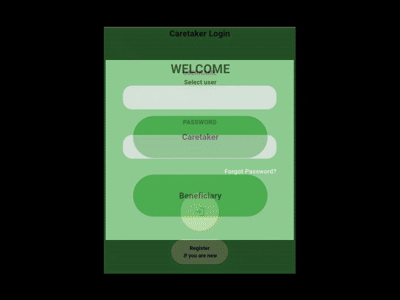 Caretaker Login
WELCOME
Select user
PASSWORD
Caretaker
Forgot Password?
Beneficiary
Register
if you are new